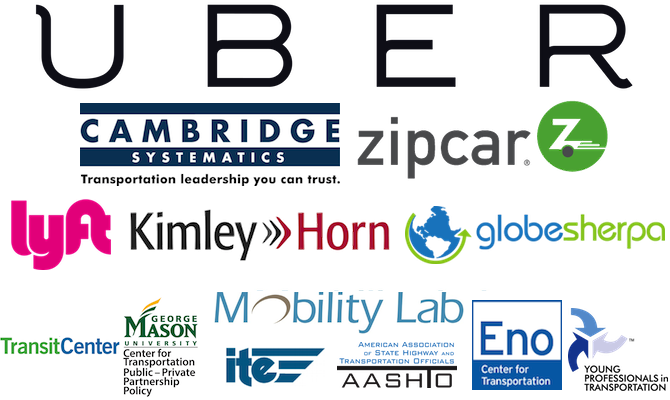 UBER
CAMBRIDGE
SYSTEMATICS
Transportation leadership you can trust.
zipcar®
Z
lyft
Kimley»Horn
globesherpa
Mobility Lab
TransitCenter
GEORGE
MASON
UNIVERSITY
Center for
Transportation
Public – Private
Partnership
Policy
ite
AMERICAN ASSOCIATION
OF STATE HIGHWAY AND
TRANSPORTATION OFFICIALS
AASHTO
Eno
Center for
Transportation
YOUNG
PROFESSIONALS in
TRANSPORTATION
TM